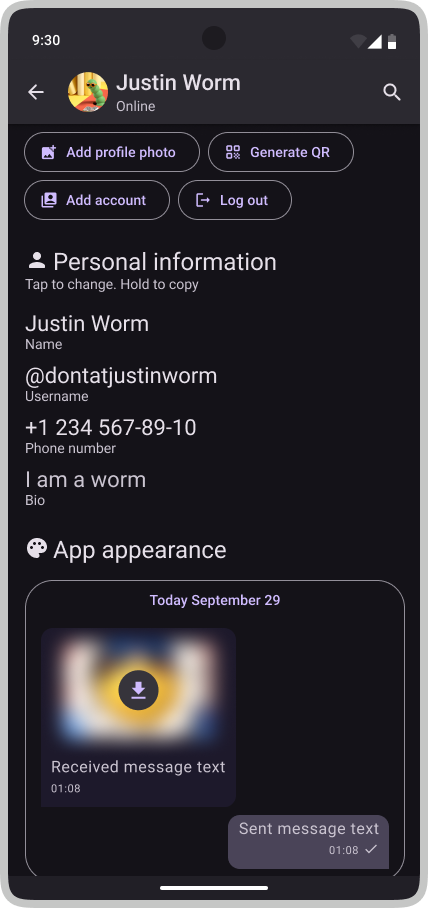 9:30
Justin Worm
Online
Add profile photo
Generate QR
Add account
Log out
Personal information
Tap to change. Hold to copy
Justin Worm
Name
@dontatjustinworm
Username
+1 234 567-89-10
Phone number
I am a worm
Bio
App appearance
Today September 29
Received message text
01:08
Sent message text
01:08